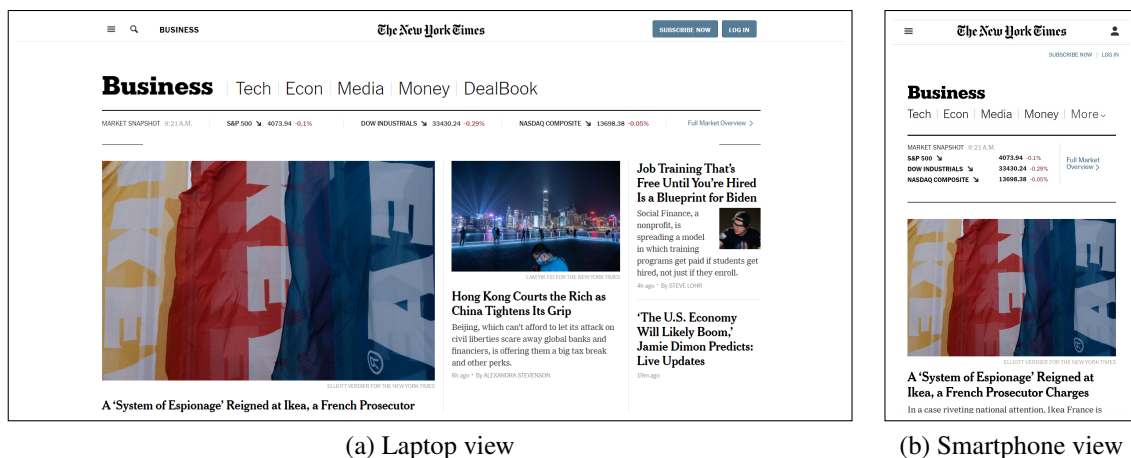 BUSINESS
The New York Times
SUBSCRIBE NOW
LOG IN
Business
Tech
Econ
Media
Money
DealBook
MARKET SNAPSHOT 9:21 A.M.
S&P 500 ↘ 4073.94 -0.1%
DOW INDUSTRIALS ↘ 33430.24 -0.29%
NASDAQ COMPOSITE ↘ 13698.38 -0.05%
Full Market Overview >
IKEA
IKEA
ELLIOTT VERDIER FOR THE NEW YORK TIMES
A ‘System of Espionage’ Reigned at Ikea, a French Prosecutor
LAM YIK FEI FOR THE NEW YORK TIMES
Hong Kong Courts the Rich as
China Tightens Its Grip
Beijing, which can't afford to let its attack on
civil liberties scare away global banks and
financiers, is offering them a big tax break
and other perks.
6h ago • By ALEXANDRA STEVENSON
Job Training That’s
Free Until You’re Hired
Is a Blueprint for Biden
Social Finance, a
nonprofit, is
spreading a model
in which training
programs get paid if students get
hired, not just if they enroll.
4h ago • By STEVE LOHR
‘The U.S. Economy
Will Likely Boom,’
Jamie Dimon Predicts:
Live Updates
19m ago
(a) Laptop view
The New York Times
SUBSCRIBE NOW | LOG IN
Business
Tech | Econ | Media | Money | More
MARKET SNAPSHOT 9:21 A.M.
S&P 500 ↘ 4073.94 -0.1%
DOW INDUSTRIALS ↘ 33430.24 -0.29%
NASDAQ COMPOSITE ↘ 13698.38 -0.05%
Full Market
Overview >
ELLIOTT VERDIER FOR THE NEW YORK TIMES
A ‘System of Espionage’ Reigned at
Ikea, a French Prosecutor Charges
In a case riveting national attention, Ikea France is
(b) Smartphone view